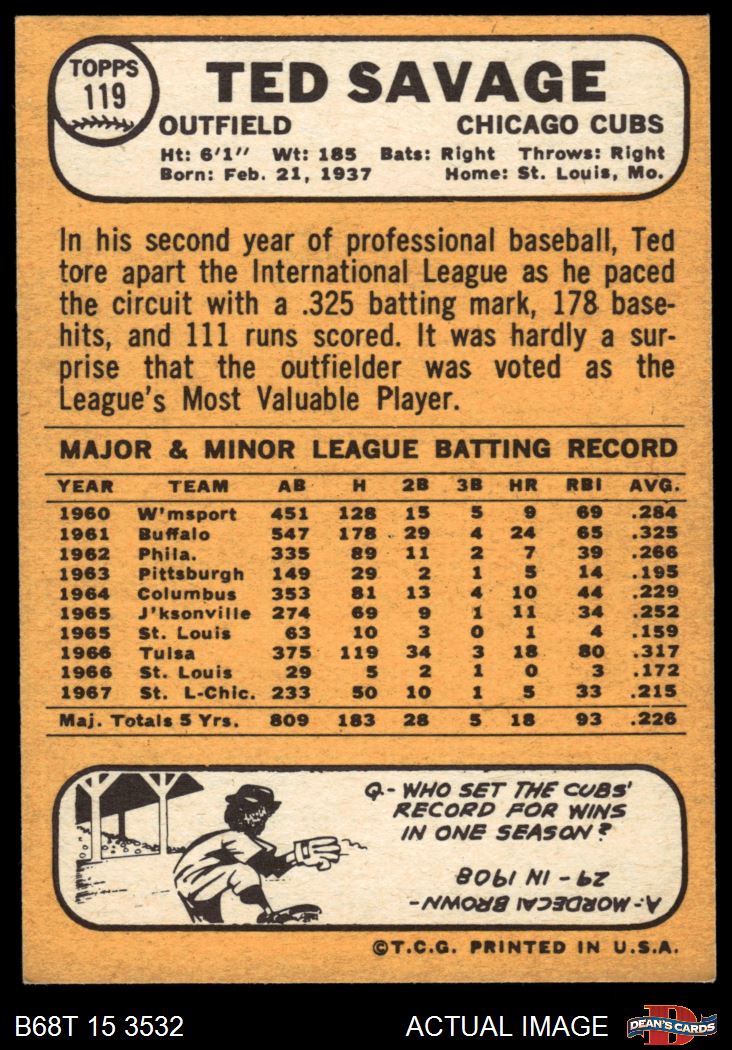 TOPPS
119
TED SAVAGE
OUTFIELD CHICAGO CUBS
Ht: 6'1" Wt: 185 Bats: Right Throws: Right
Born: Feb. 21, 1937 Home: St. Louis, Mo.
In his second year of professional baseball, Ted
tore apart the International League as he paced
the circuit with a .325 batting mark, 178 base-
hits, and 111 runs scored. It was hardly a sur-
prise that the outfielder was voted as the
League's Most Valuable Player.
MAJOR & MINOR LEAGUE BATTING RECORD
YEAR TEAM AB H 2B 3B HR RBI AVG.
1960 W'msport 451 128 15 5 9 69 .284
1961 Buffalo 547 178 29 4 24 65 .325
1962 Phila. 335 89 11 2 7 39 .266
1963 Pittsburgh 149 29 2 1 5 14 .195
1964 Columbus 353 81 13 4 10 44 .229
1965 J'ksonville 274 69 9 1 11 34 .252
1965 St. Louis 63 10 3 0 1 4 .159
1966 Tulsa 375 119 34 3 18 80 .317
1966 St. Louis 29 5 2 1 0 3 .172
1967 St. L-Chic. 233 50 10 1 5 33 .215
Maj. Totals 5 Yrs. 809 183 28 5 18 93 .226
Q- WHO SET THE CUBS'
RECORD FOR WINS
IN ONE SEASON?
A- MORDECAI BROWN-
29 - IN 1908
©T.C.G. PRINTED IN U.S.A.
B68T 15 3532 ACTUAL IMAGE D DEAN'S CARDS